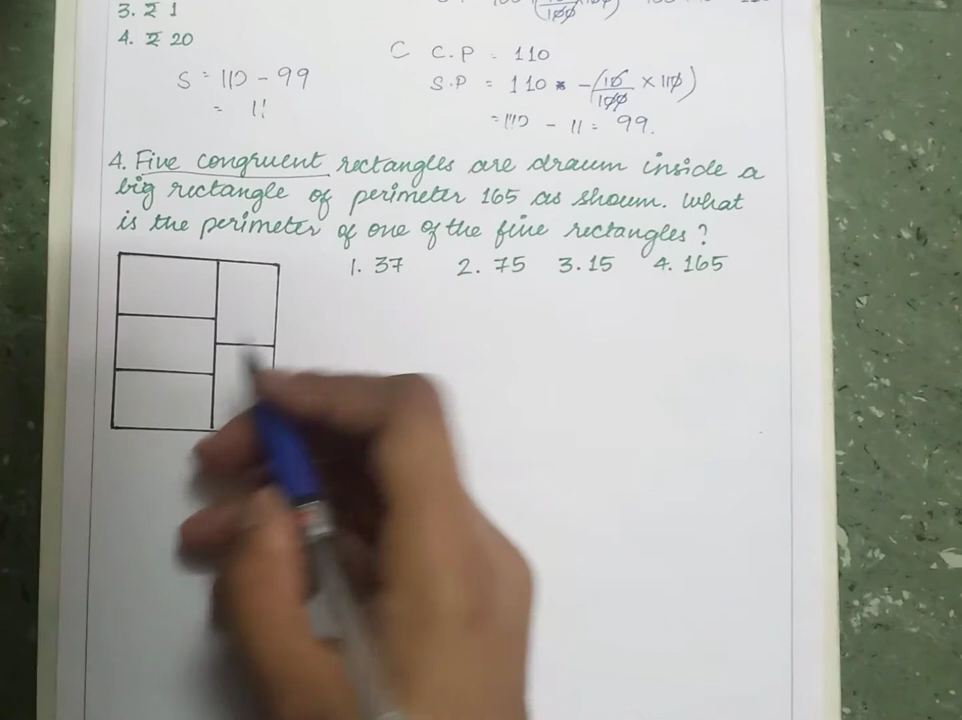 3. ₹ 1
4. ₹ 20
C C.P = 110
S = 110 - 99
= 11
S.P = 110 - (10/100 × 110)
= 110 - 11 = 99.
4. Five congruent rectangles are drawn inside a
big rectangle of perimeter 165 as shown. What
is the perimeter of one of the five rectangles?
1. 37 2. 75 3. 15 4. 165